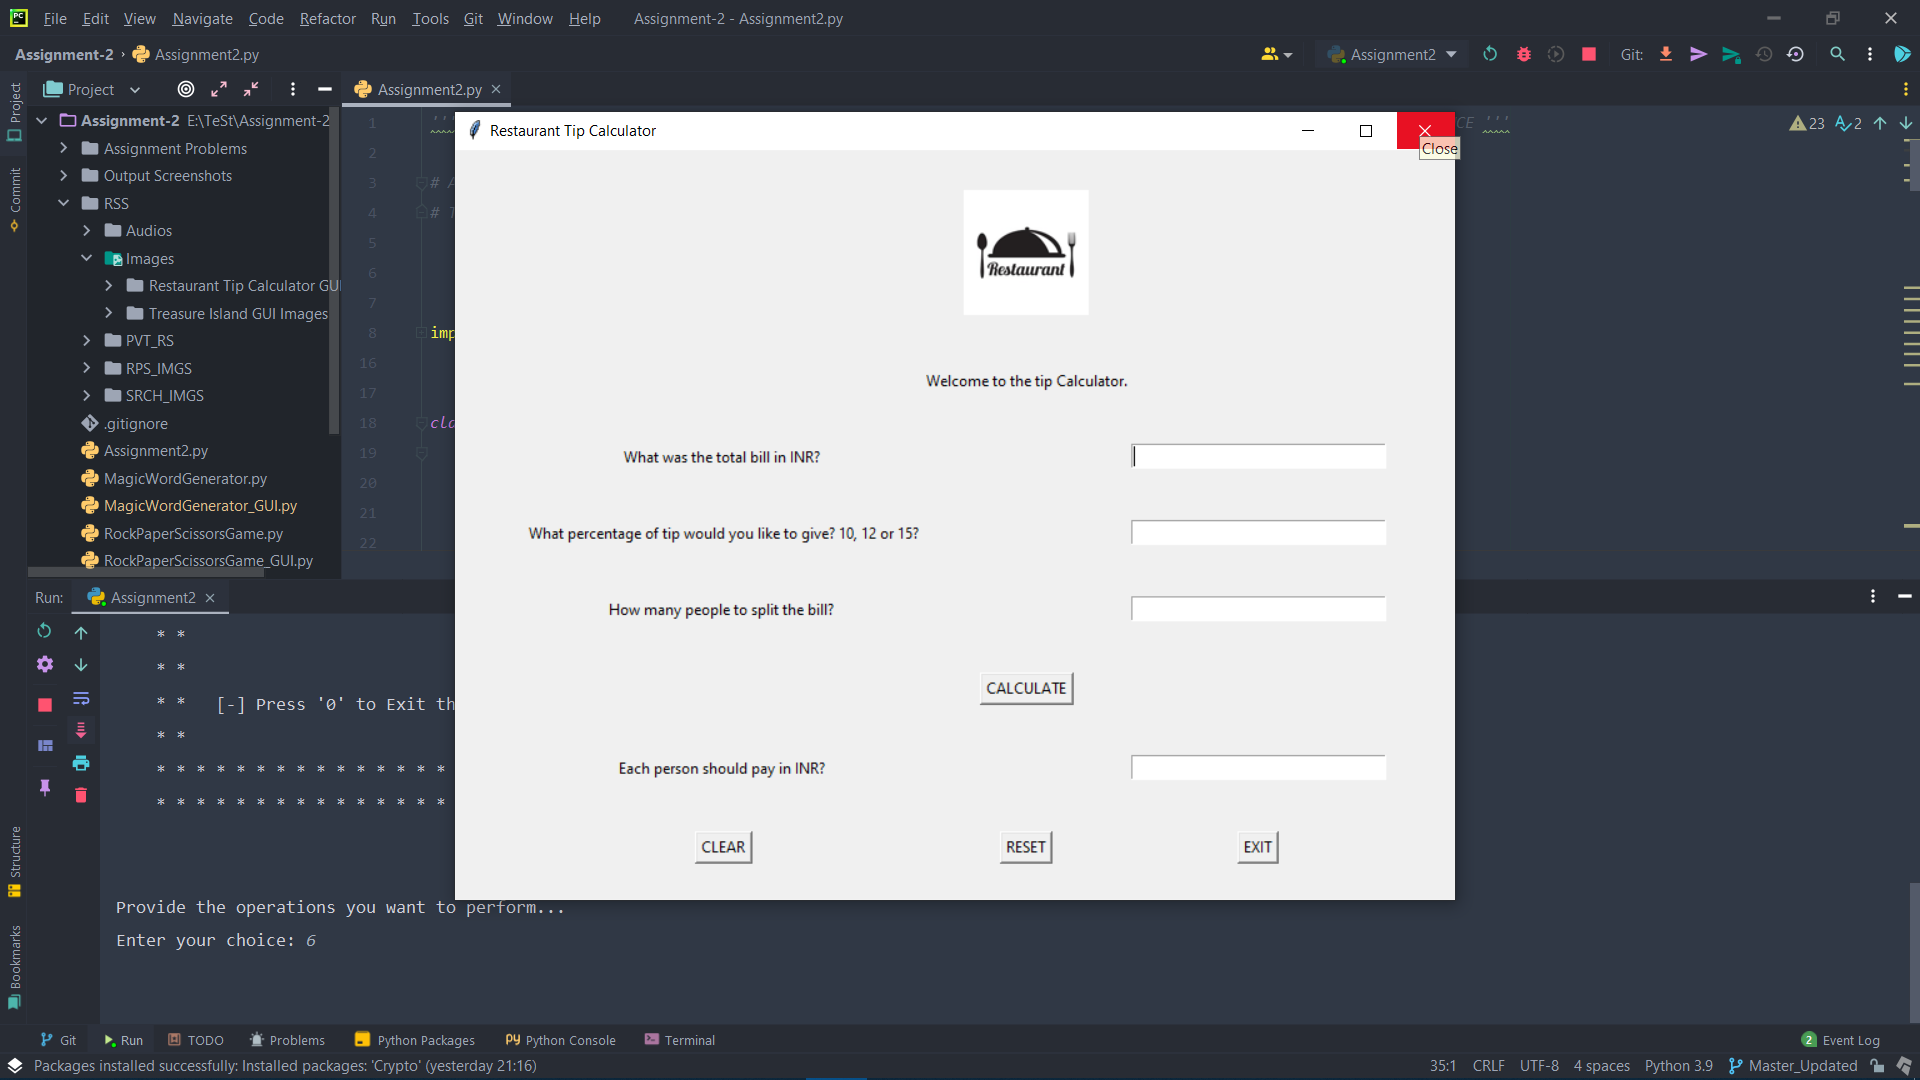 File Edit View Navigate Code Refactor Run Tools Git Window Help Assignment-2 - Assignment2.py
Assignment-2 › Assignment2.py
Assignment2 Git:
Project
Assignment2.py
Project
Commit
Structure
Bookmarks
Assignment-2 E:\TeSt\Assignment-2
Assignment Problems
Output Screenshots
RSS
Audios
Images
Restaurant Tip Calculator GUI
Treasure Island GUI Images
PVT_RS
RPS_IMGS
SRCH_IMGS
.gitignore
Assignment2.py
MagicWordGenerator.py
MagicWordGenerator_GUI.py
RockPaperScissorsGame.py
RockPaperScissorsGame_GUI.py
1 ''' CE '''
23 2
2
3 # A
4 # T
5
6
7
8 imp
16
17
18 cla
19
20
21
22
Restaurant Tip Calculator
Close
Restaurant
Welcome to the tip Calculator.
What was the total bill in INR?
What percentage of tip would you like to give? 10, 12 or 15?
How many people to split the bill?
CALCULATE
Each person should pay in INR?
CLEAR RESET EXIT
Run: Assignment2
* *
* *
* * [-] Press '0' to Exit th
* *
* * * * * * * * * * * * * * *
* * * * * * * * * * * * * * *
Provide the operations you want to perform...
Enter your choice: 6
Git Run TODO Problems Python Packages Python Console Terminal 2 Event Log
Packages installed successfully: Installed packages: 'Crypto' (yesterday 21:16) 35:1 CRLF UTF-8 4 spaces Python 3.9 Master_Updated